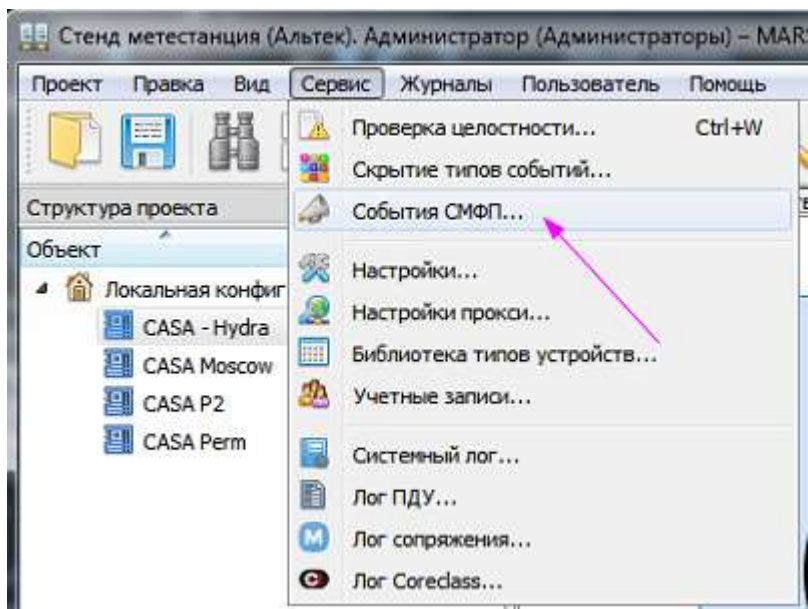 Стенд метестанция (Альтек). Администратор (Администраторы) – MARS
Проект Правка Вид Сервис Журналы Пользователь Помощь
Проверка целостности... Ctrl+W
Скрытие типов событий...
Структура проекта
События СМФП...
Объект
Локальная конфиг
Настройки...
CASA - Hydra
Настройки прокси...
CASA Moscow
Библиотека типов устройств...
CASA P2
Учетные записи...
CASA Perm
Системный лог...
Лог ПДУ...
Лог сопряжения...
Лог Coreclass...